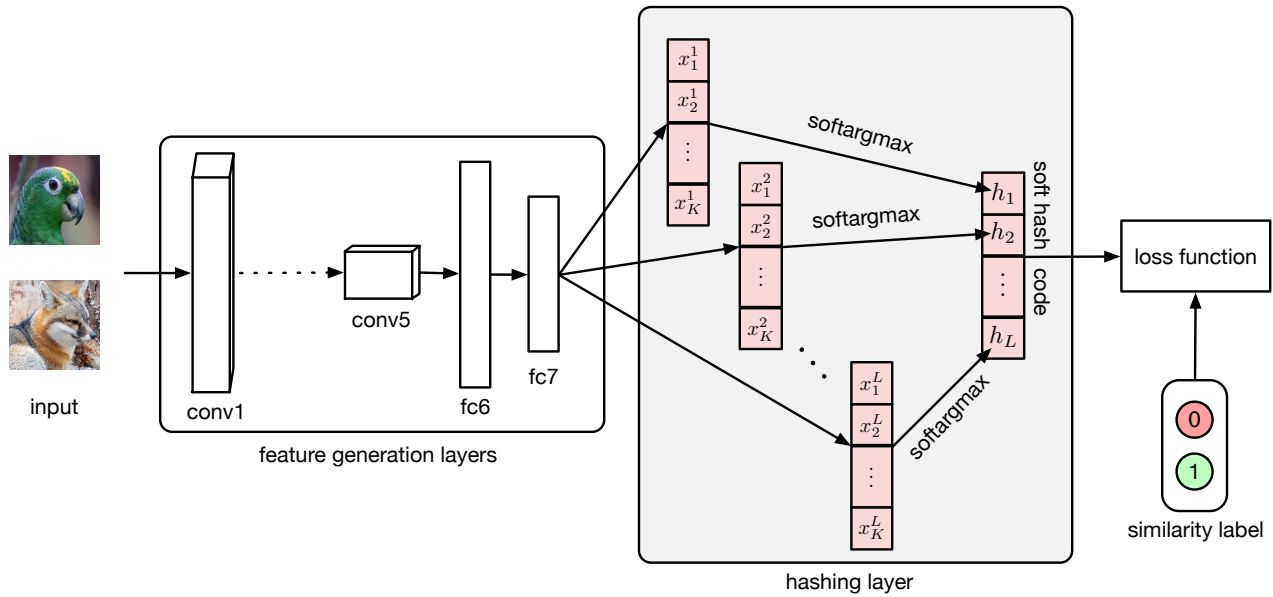 input
conv1
conv5
fc6
fc7
feature generation layers
x_1^1
x_2^1
⋮
x_K^1
x_1^2
x_2^2
⋮
x_K^2
x_1^L
x_2^L
⋮
x_K^L
softargmax
softargmax
softargmax
h_1
h_2
⋮
h_L
soft hash code
hashing layer
loss function
0
1
similarity label